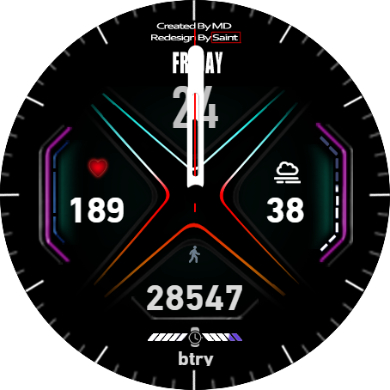 Created By MD
Redesign By Saint
FRIDAY
24
189
38
28547
btry